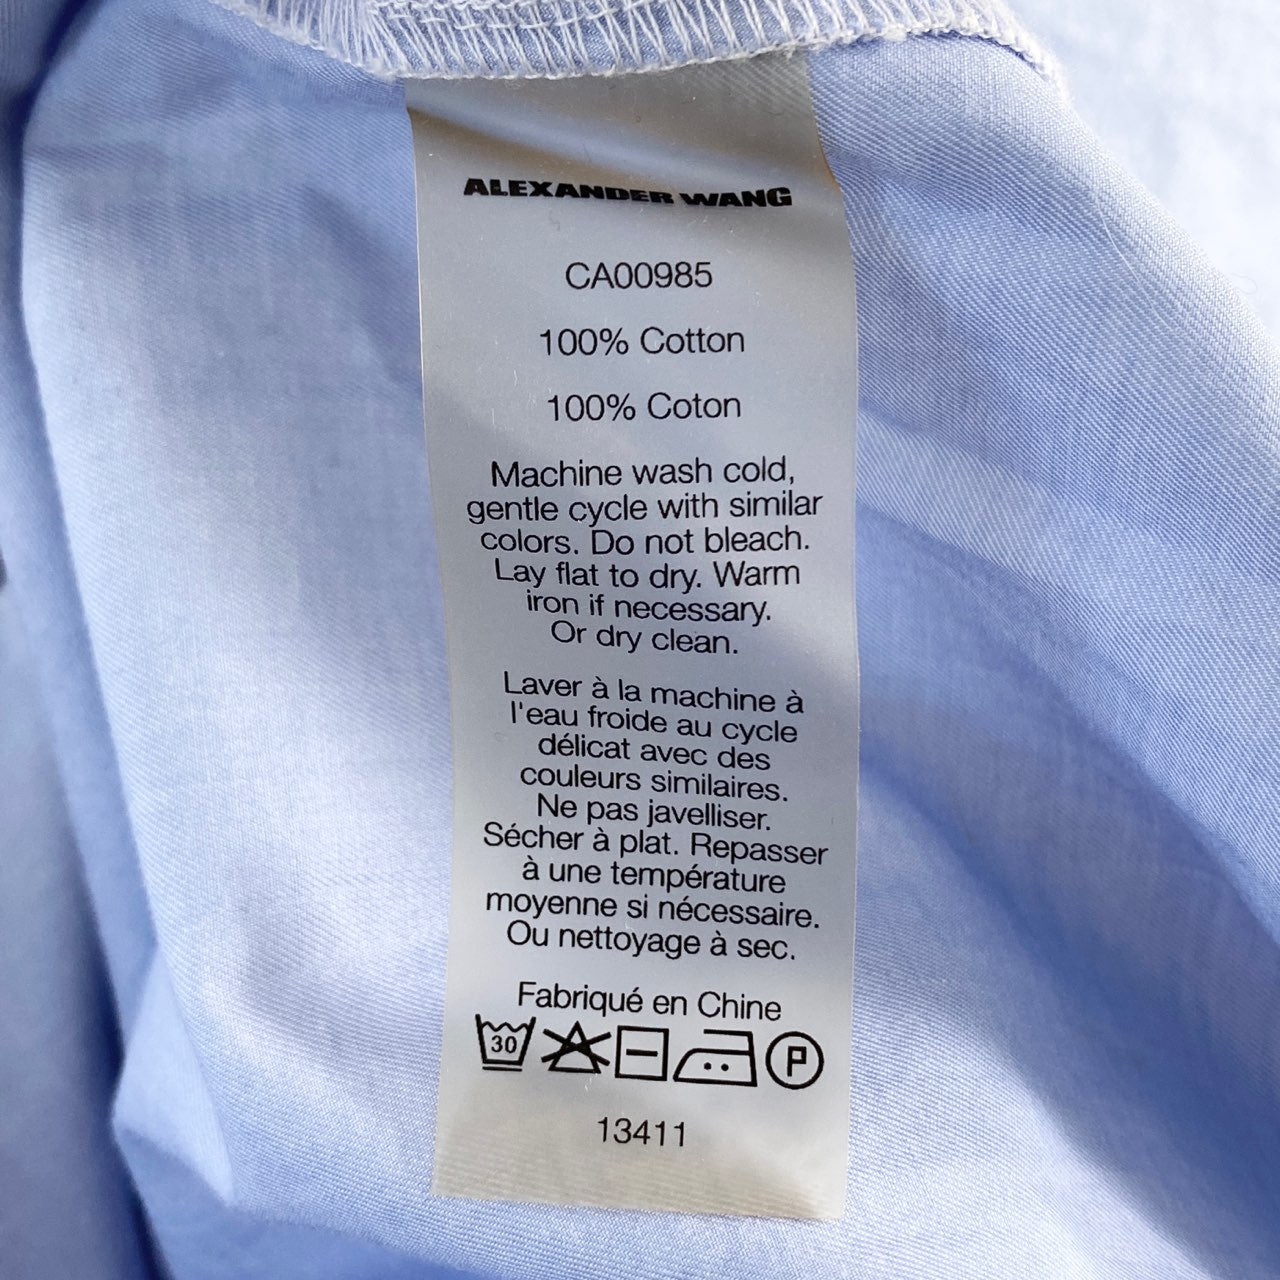 ALEXANDER WANG
CA00985
100% Cotton
100% Coton
Machine wash cold,
gentle cycle with similar
colors. Do not bleach.
Lay flat to dry. Warm
iron if necessary.
Or dry clean.
Laver à la machine à
l'eau froide au cycle
délicat avec des
couleurs similaires.
Ne pas javelliser.
Sécher à plat. Repasser
à une température
moyenne si nécessaire.
Ou nettoyage à sec.
Fabriqué en Chine
30 P
13411